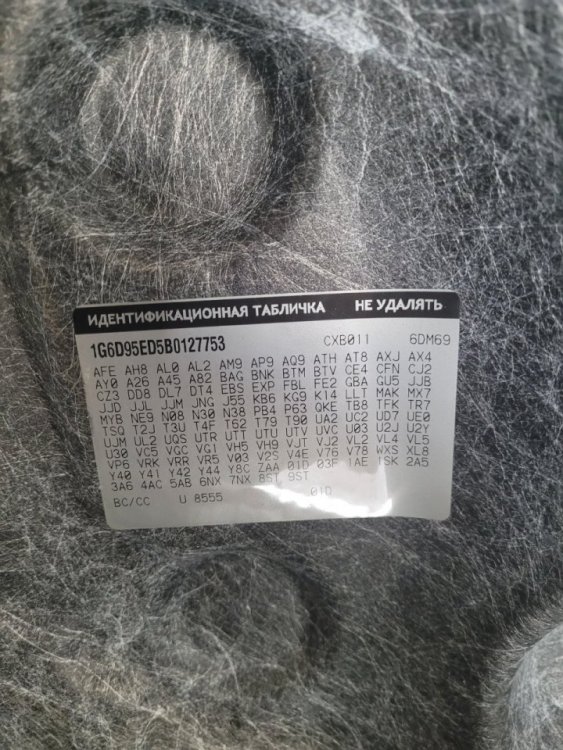 ИДЕНТИФИКАЦИОННАЯ ТАБЛИЧКА НЕ УДАЛЯТЬ
1G6D95ED5B0127753 CXB011 6DM69
AFE AH8 AL0 AL2 AM9 AP9 AQ9 ATH AT8 AXJ AX4
AY0 A26 A45 A82 BAG BNK BTM BTV CE4 CFN CJ2
CZ3 DD8 DL7 DT4 EBS EXP FBL FE2 GBA GU5 JJB
JJD JJL JJM JNG J55 KB6 KG9 K14 LLT MAK MX7
MYB NE9 N08 N30 N38 PB4 P63 QKE TB8 TFK TR7
TSQ T2J T3U T4F T62 T79 T90 UA2 UC2 UD7 UE0
UJM UL2 UQS UTR UTT UTU UTV UVC U03 U2J U2Y
U30 VC5 VGC VG1 VH5 VH9 VJT VJ2 VL2 VL4 VL5
VP6 VRK VRR VR5 V03 V2S V4E V76 V78 WXS XL8
Y40 Y41 Y42 Y44 Y8C ZAA 01D 03F 1AE 1SK 2A5
3A6 4AC 5AB 6NX 7NX 8ST 9ST
BC/CC U 8555 01D